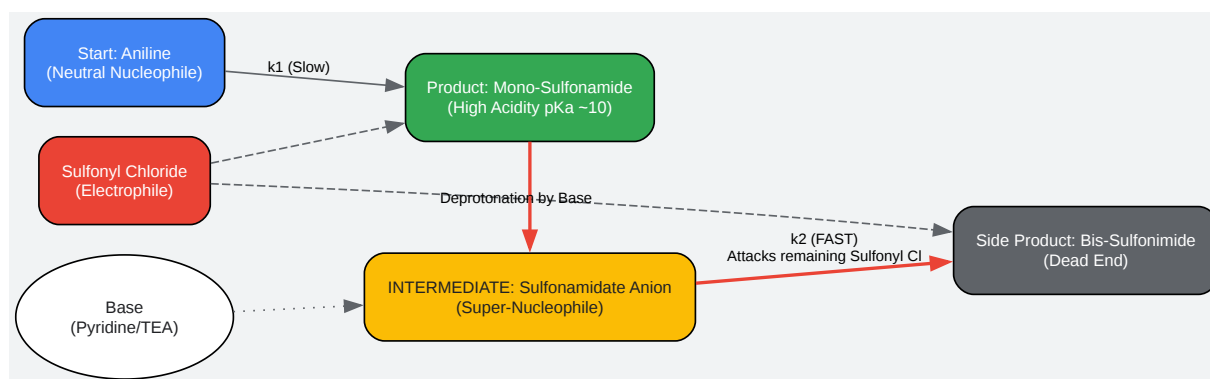 Start: Aniline
(Neutral Nucleophile)
k1 (Slow)
Product: Mono-Sulfonamide
(High Acidity pKa ~10)
Sulfonyl Chloride
(Electrophile)
Deprotonation by Base
k2 (FAST)
Attacks remaining Sulfonyl Cl
Side Product: Bis-Sulfonimide
(Dead End)
INTERMEDIATE: Sulfonamidate Anion
(Super-Nucleophile)
Base
(Pyridine/TEA)